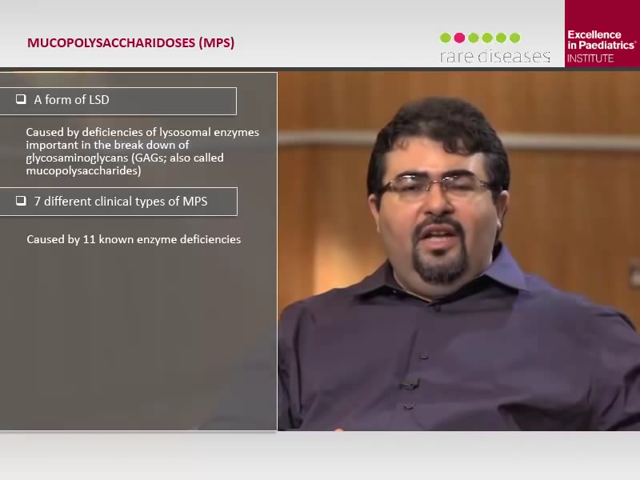 MUCOPOLYSACCHARIDOSES (MPS)
rare diseases
Excellence
in Paediatrics
INSTITUTE
A form of LSD
Caused by deficiencies of lysosomal enzymes
important in the break down of
glycosaminoglycans (GAGs; also called
mucopolysaccharides)
7 different clinical types of MPS
Caused by 11 known enzyme deficiencies